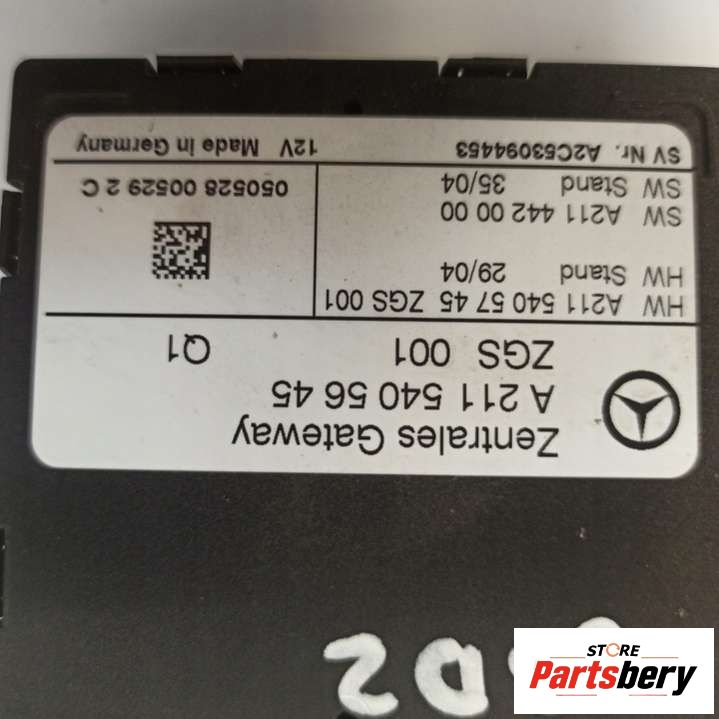 Zentrales Gateway
A 211 540 56 45
ZGS 001 Q1
HW A211 540 57 45 ZGS 001
HW Stand 29/04
SW A211 442 00 00
SW Stand 35/04
050528 00529 2 C
SV Nr. A2C53094453 12V Made In Germany
D2
STORE
Partsbery